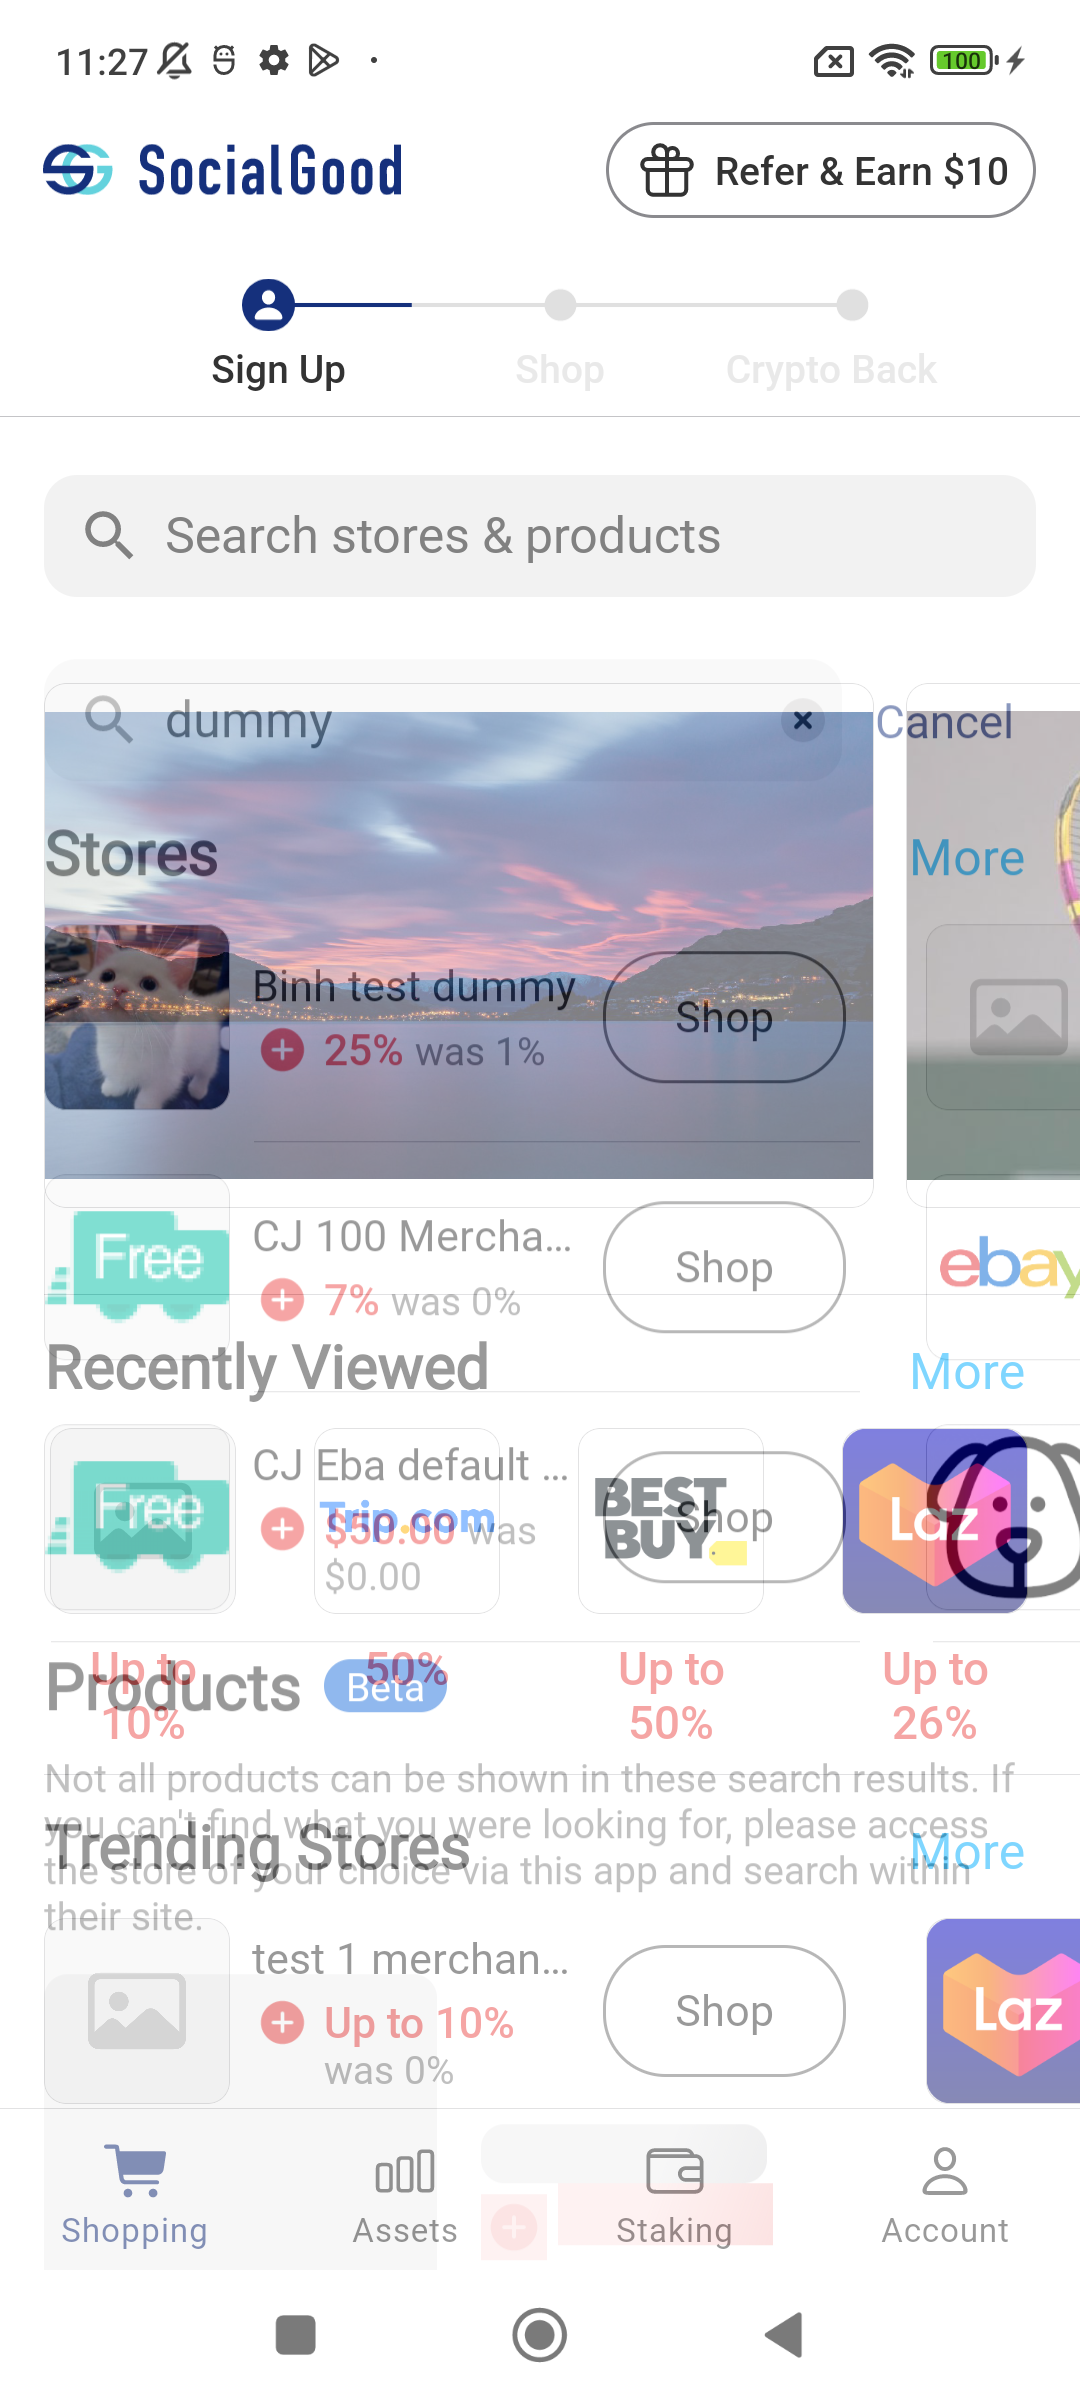 11:27
100
SocialGood
Refer & Earn $10
Sign Up
Shop
Crypto Back
Search stores & products
dummy
Cancel
Stores
More
Binh test dummy
25% was 1%
Shop
CJ 100 Mercha...
7% was 0%
Shop
Free
ebay
Recently Viewed
More
CJ Eba default ...
$50.00 was
$0.00
Shop
Free
Trip.com
BEST
BUY
Laz
Up to
10%
50%
Up to
50%
Up to
26%
Products
Beta
Not all products can be shown in these search results. If
you can't find what you were looking for, please access
the store of your choice via this app and search within
their site.
Trending Stores
More
test 1 merchan...
Up to 10%
was 0%
Shop
Laz
Shopping
Assets
Staking
Account